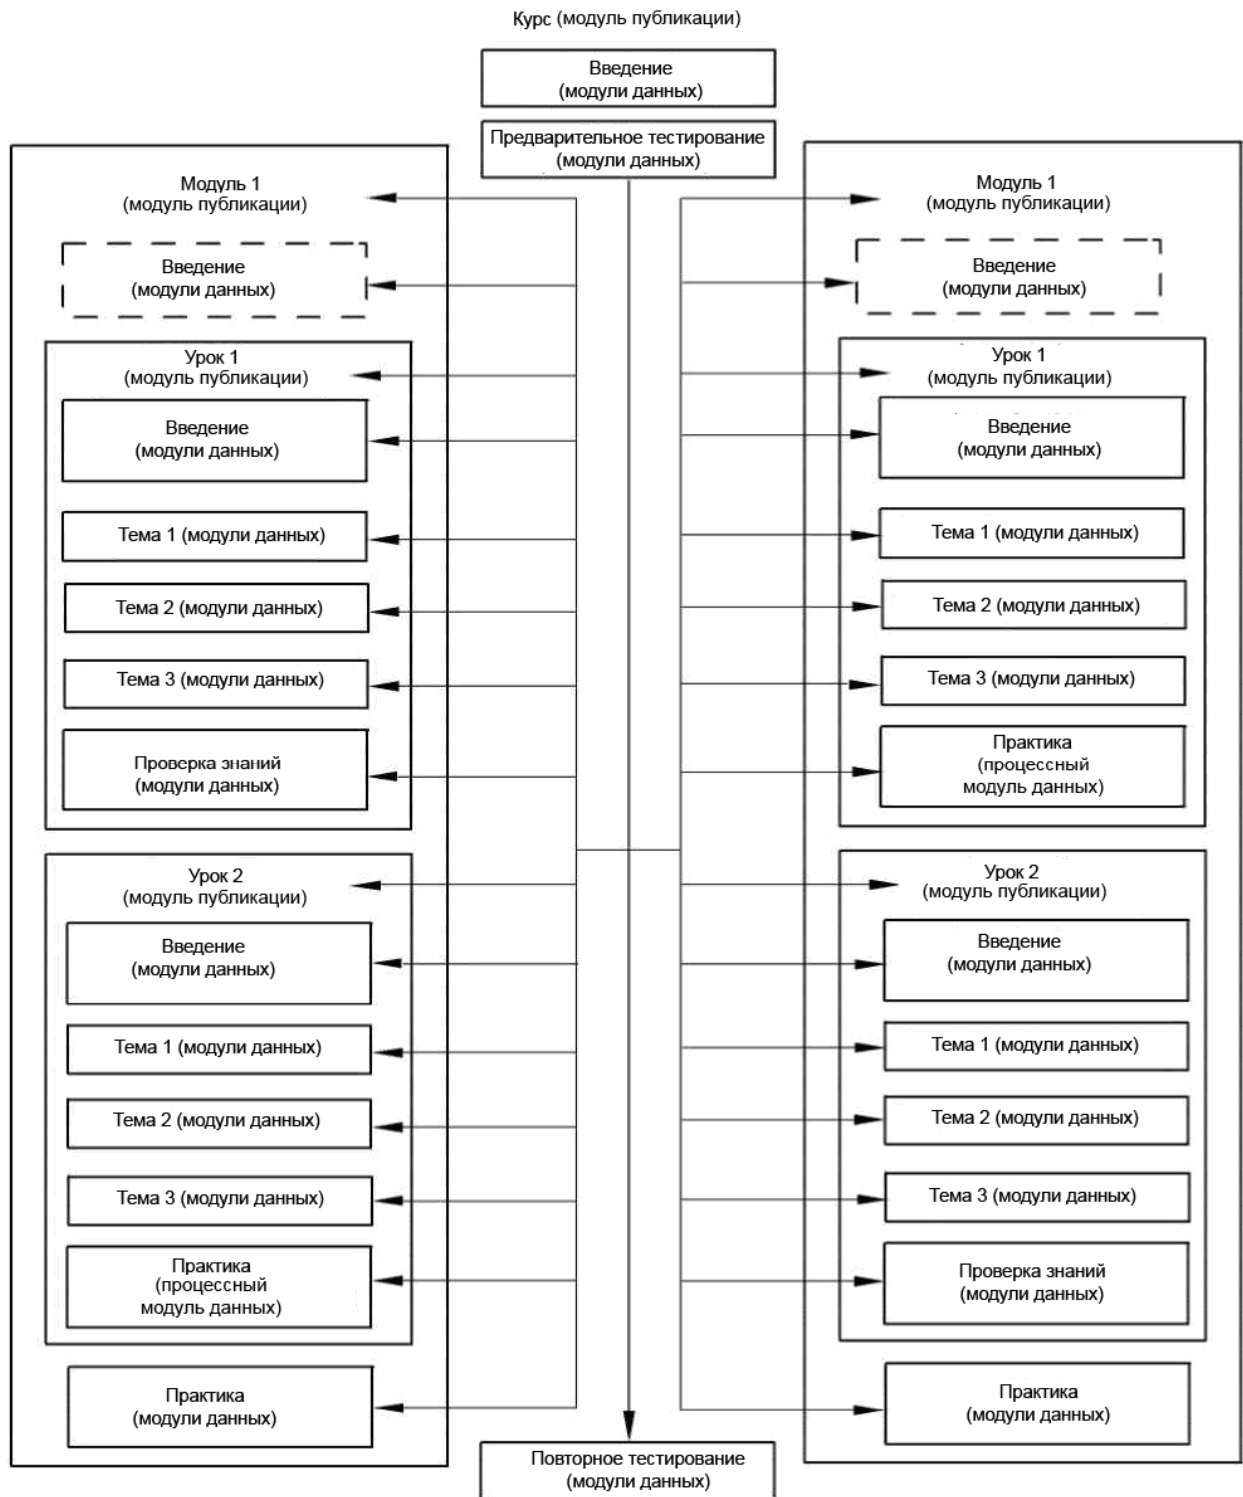 Курс (модуль публикации)
Введение
(модули данных)
Предварительное тестирование
(модули данных)
Модуль 1
(модуль публикации)
Введение
(модули данных)
Урок 1
(модуль публикации)
Введение
(модули данных)
Тема 1 (модули данных)
Тема 2 (модули данных)
Тема 3 (модули данных)
Проверка знаний
(модули данных)
Урок 2
(модуль публикации)
Введение
(модули данных)
Тема 1 (модули данных)
Тема 2 (модули данных)
Тема 3 (модули данных)
Практика
(процессный
модуль данных)
Практика
(модули данных)
Модуль 1
(модуль публикации)
Введение
(модули данных)
Урок 1
(модуль публикации)
Введение
(модули данных)
Тема 1 (модули данных)
Тема 2 (модули данных)
Тема 3 (модули данных)
Практика
(процессный
модуль данных)
Урок 2
(модуль публикации)
Введение
(модули данных)
Тема 1 (модули данных)
Тема 2 (модули данных)
Тема 3 (модули данных)
Проверка знаний
(модули данных)
Практика
(модули данных)
Повторное тестирование
(модули данных)